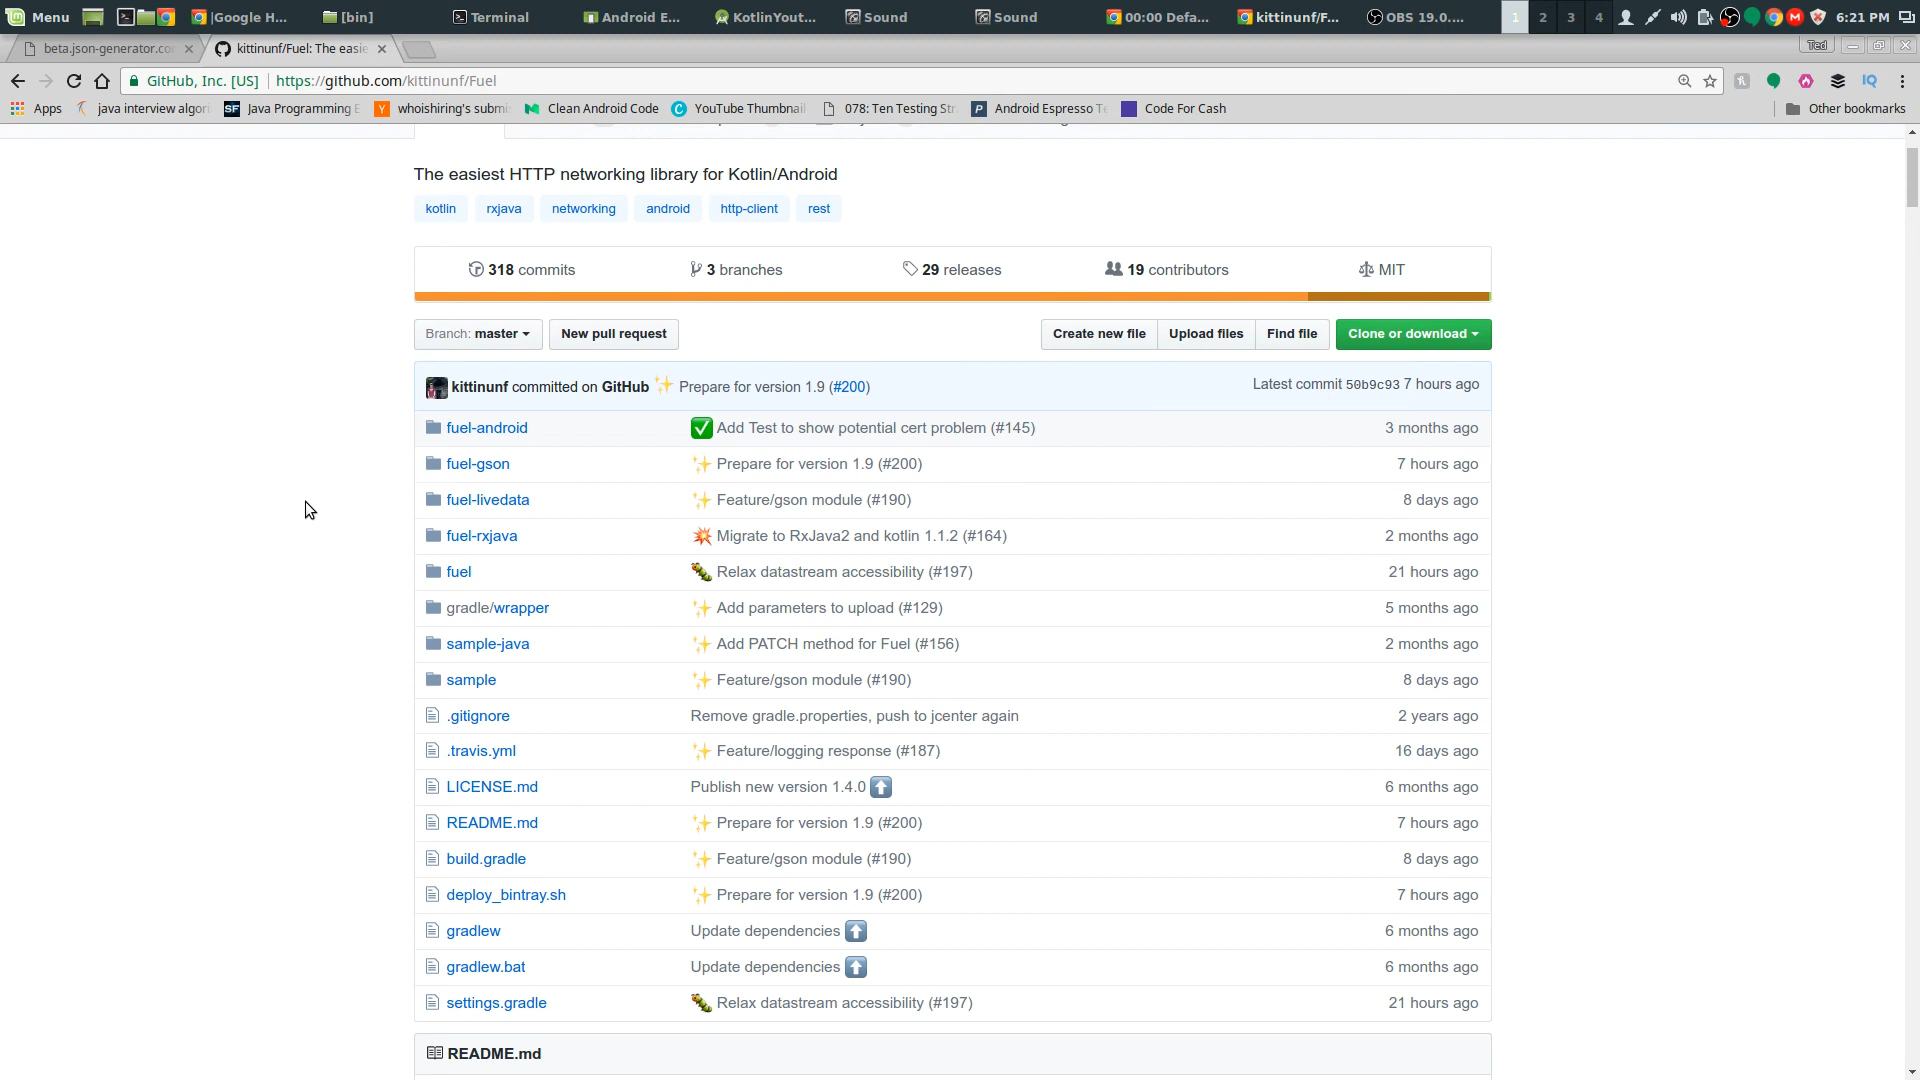 Menu
|Google H...
[bin]
Terminal
Android E...
KotlinYout...
Sound
Sound
00:00 Defa...
kittinunf/F...
OBS 19.0....
1 2 3 4
6:21 PM
beta.json-generator.co
kittinunf/Fuel: The easie
Ted
GitHub, Inc. [US] https://github.com/kittinunf/Fuel
Apps
java interview algori
Java Programming E
whoishiring's submi
Clean Android Code
YouTube Thumbnail
078: Ten Testing Str
Android Espresso Te
Code For Cash
Other bookmarks
The easiest HTTP networking library for Kotlin/Android
kotlin rxjava networking android http-client rest
318 commits 3 branches 29 releases 19 contributors MIT
Branch: master New pull request Create new file Upload files Find file Clone or download
kittinunf committed on GitHub Prepare for version 1.9 (#200) Latest commit 50b9c93 7 hours ago
fuel-android Add Test to show potential cert problem (#145) 3 months ago
fuel-gson Prepare for version 1.9 (#200) 7 hours ago
fuel-livedata Feature/gson module (#190) 8 days ago
fuel-rxjava Migrate to RxJava2 and kotlin 1.1.2 (#164) 2 months ago
fuel Relax datastream accessibility (#197) 21 hours ago
gradle/wrapper Add parameters to upload (#129) 5 months ago
sample-java Add PATCH method for Fuel (#156) 2 months ago
sample Feature/gson module (#190) 8 days ago
.gitignore Remove gradle.properties, push to jcenter again 2 years ago
.travis.yml Feature/logging response (#187) 16 days ago
LICENSE.md Publish new version 1.4.0 6 months ago
README.md Prepare for version 1.9 (#200) 7 hours ago
build.gradle Feature/gson module (#190) 8 days ago
deploy_bintray.sh Prepare for version 1.9 (#200) 7 hours ago
gradlew Update dependencies 6 months ago
gradlew.bat Update dependencies 6 months ago
settings.gradle Relax datastream accessibility (#197) 21 hours ago
README.md